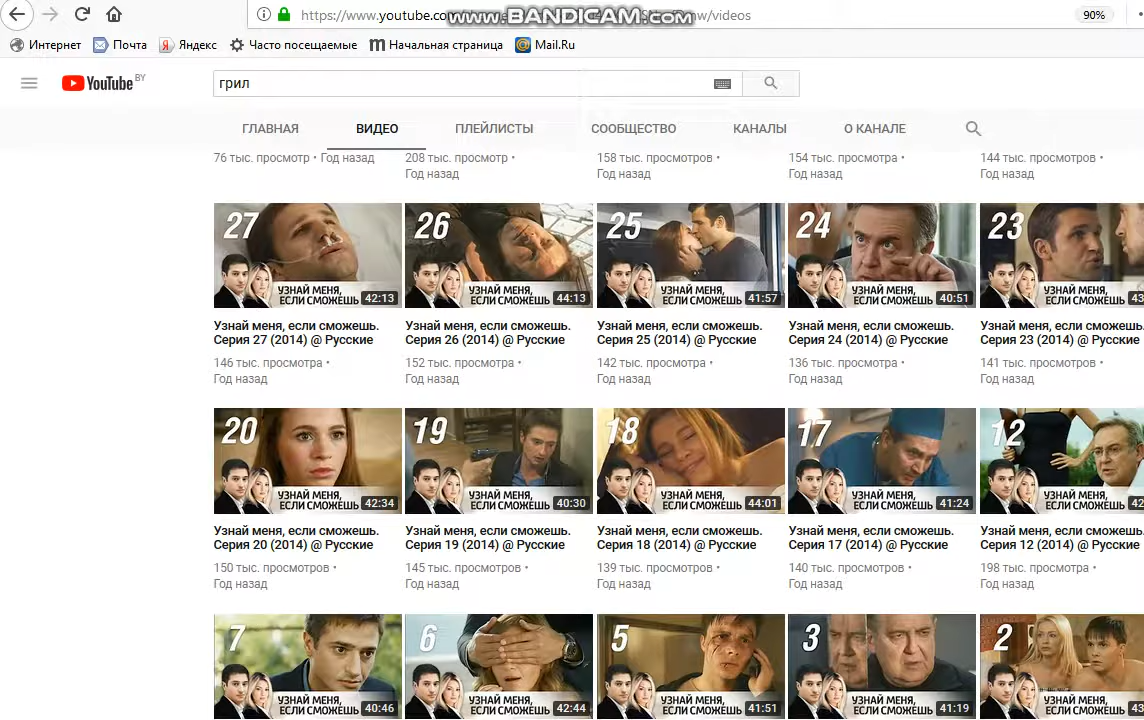 https://www.youtube.co
www.BANDICAM.com
nw/videos
90%
Интернет Почта Яндекс Часто посещаемые Начальная страница Mail.Ru
YouTube BY
грил
ГЛАВНАЯ ВИДЕО ПЛЕЙЛИСТЫ СООБЩЕСТВО КАНАЛЫ О КАНАЛЕ
76 тыс. просмотр • Год назад 208 тыс. просмотр • 158 тыс. просмотров • 154 тыс. просмотра • 144 тыс. просмотров •
Год назад Год назад Год назад Год назад
27 26 25 24 23
УЗНАЙ МЕНЯ, УЗНАЙ МЕНЯ, УЗНАЙ МЕНЯ, УЗНАЙ МЕНЯ, УЗНАЙ МЕНЯ,
ЕСЛИ СМОЖЕШЬ 42:13 ЕСЛИ СМОЖЕШЬ 44:13 ЕСЛИ СМОЖЕШЬ 41:57 ЕСЛИ СМОЖЕШЬ 40:51 ЕСЛИ СМОЖЕШЬ 43
Узнай меня, если сможешь. Узнай меня, если сможешь. Узнай меня, если сможешь. Узнай меня, если сможешь. Узнай меня, если сможешь.
Серия 27 (2014) @ Русские Серия 26 (2014) @ Русские Серия 25 (2014) @ Русские Серия 24 (2014) @ Русские Серия 23 (2014) @ Русские
146 тыс. просмотра • 152 тыс. просмотра • 142 тыс. просмотра • 136 тыс. просмотра • 141 тыс. просмотров •
Год назад Год назад Год назад Год назад Год назад
20 19 18 17 12
УЗНАЙ МЕНЯ, УЗНАЙ МЕНЯ, УЗНАЙ МЕНЯ, УЗНАЙ МЕНЯ, УЗНАЙ МЕНЯ,
ЕСЛИ СМОЖЕШЬ 42:34 ЕСЛИ СМОЖЕШЬ 40:30 ЕСЛИ СМОЖЕШЬ 44:01 ЕСЛИ СМОЖЕШЬ 41:24 ЕСЛИ СМОЖЕШЬ 42
Узнай меня, если сможешь. Узнай меня, если сможешь. Узнай меня, если сможешь. Узнай меня, если сможешь. Узнай меня, если сможешь.
Серия 20 (2014) @ Русские Серия 19 (2014) @ Русские Серия 18 (2014) @ Русские Серия 17 (2014) @ Русские Серия 12 (2014) @ Русские
150 тыс. просмотров • 145 тыс. просмотров • 139 тыс. просмотров • 140 тыс. просмотров • 198 тыс. просмотра •
Год назад Год назад Год назад Год назад Год назад
7 6 5 3 2
УЗНАЙ МЕНЯ, УЗНАЙ МЕНЯ, УЗНАЙ МЕНЯ, УЗНАЙ МЕНЯ, УЗНАЙ МЕНЯ,
ЕСЛИ СМОЖЕШЬ 40:46 ЕСЛИ СМОЖЕШЬ 42:44 ЕСЛИ СМОЖЕШЬ 41:51 ЕСЛИ СМОЖЕШЬ 41:19 ЕСЛИ СМОЖЕШЬ 43